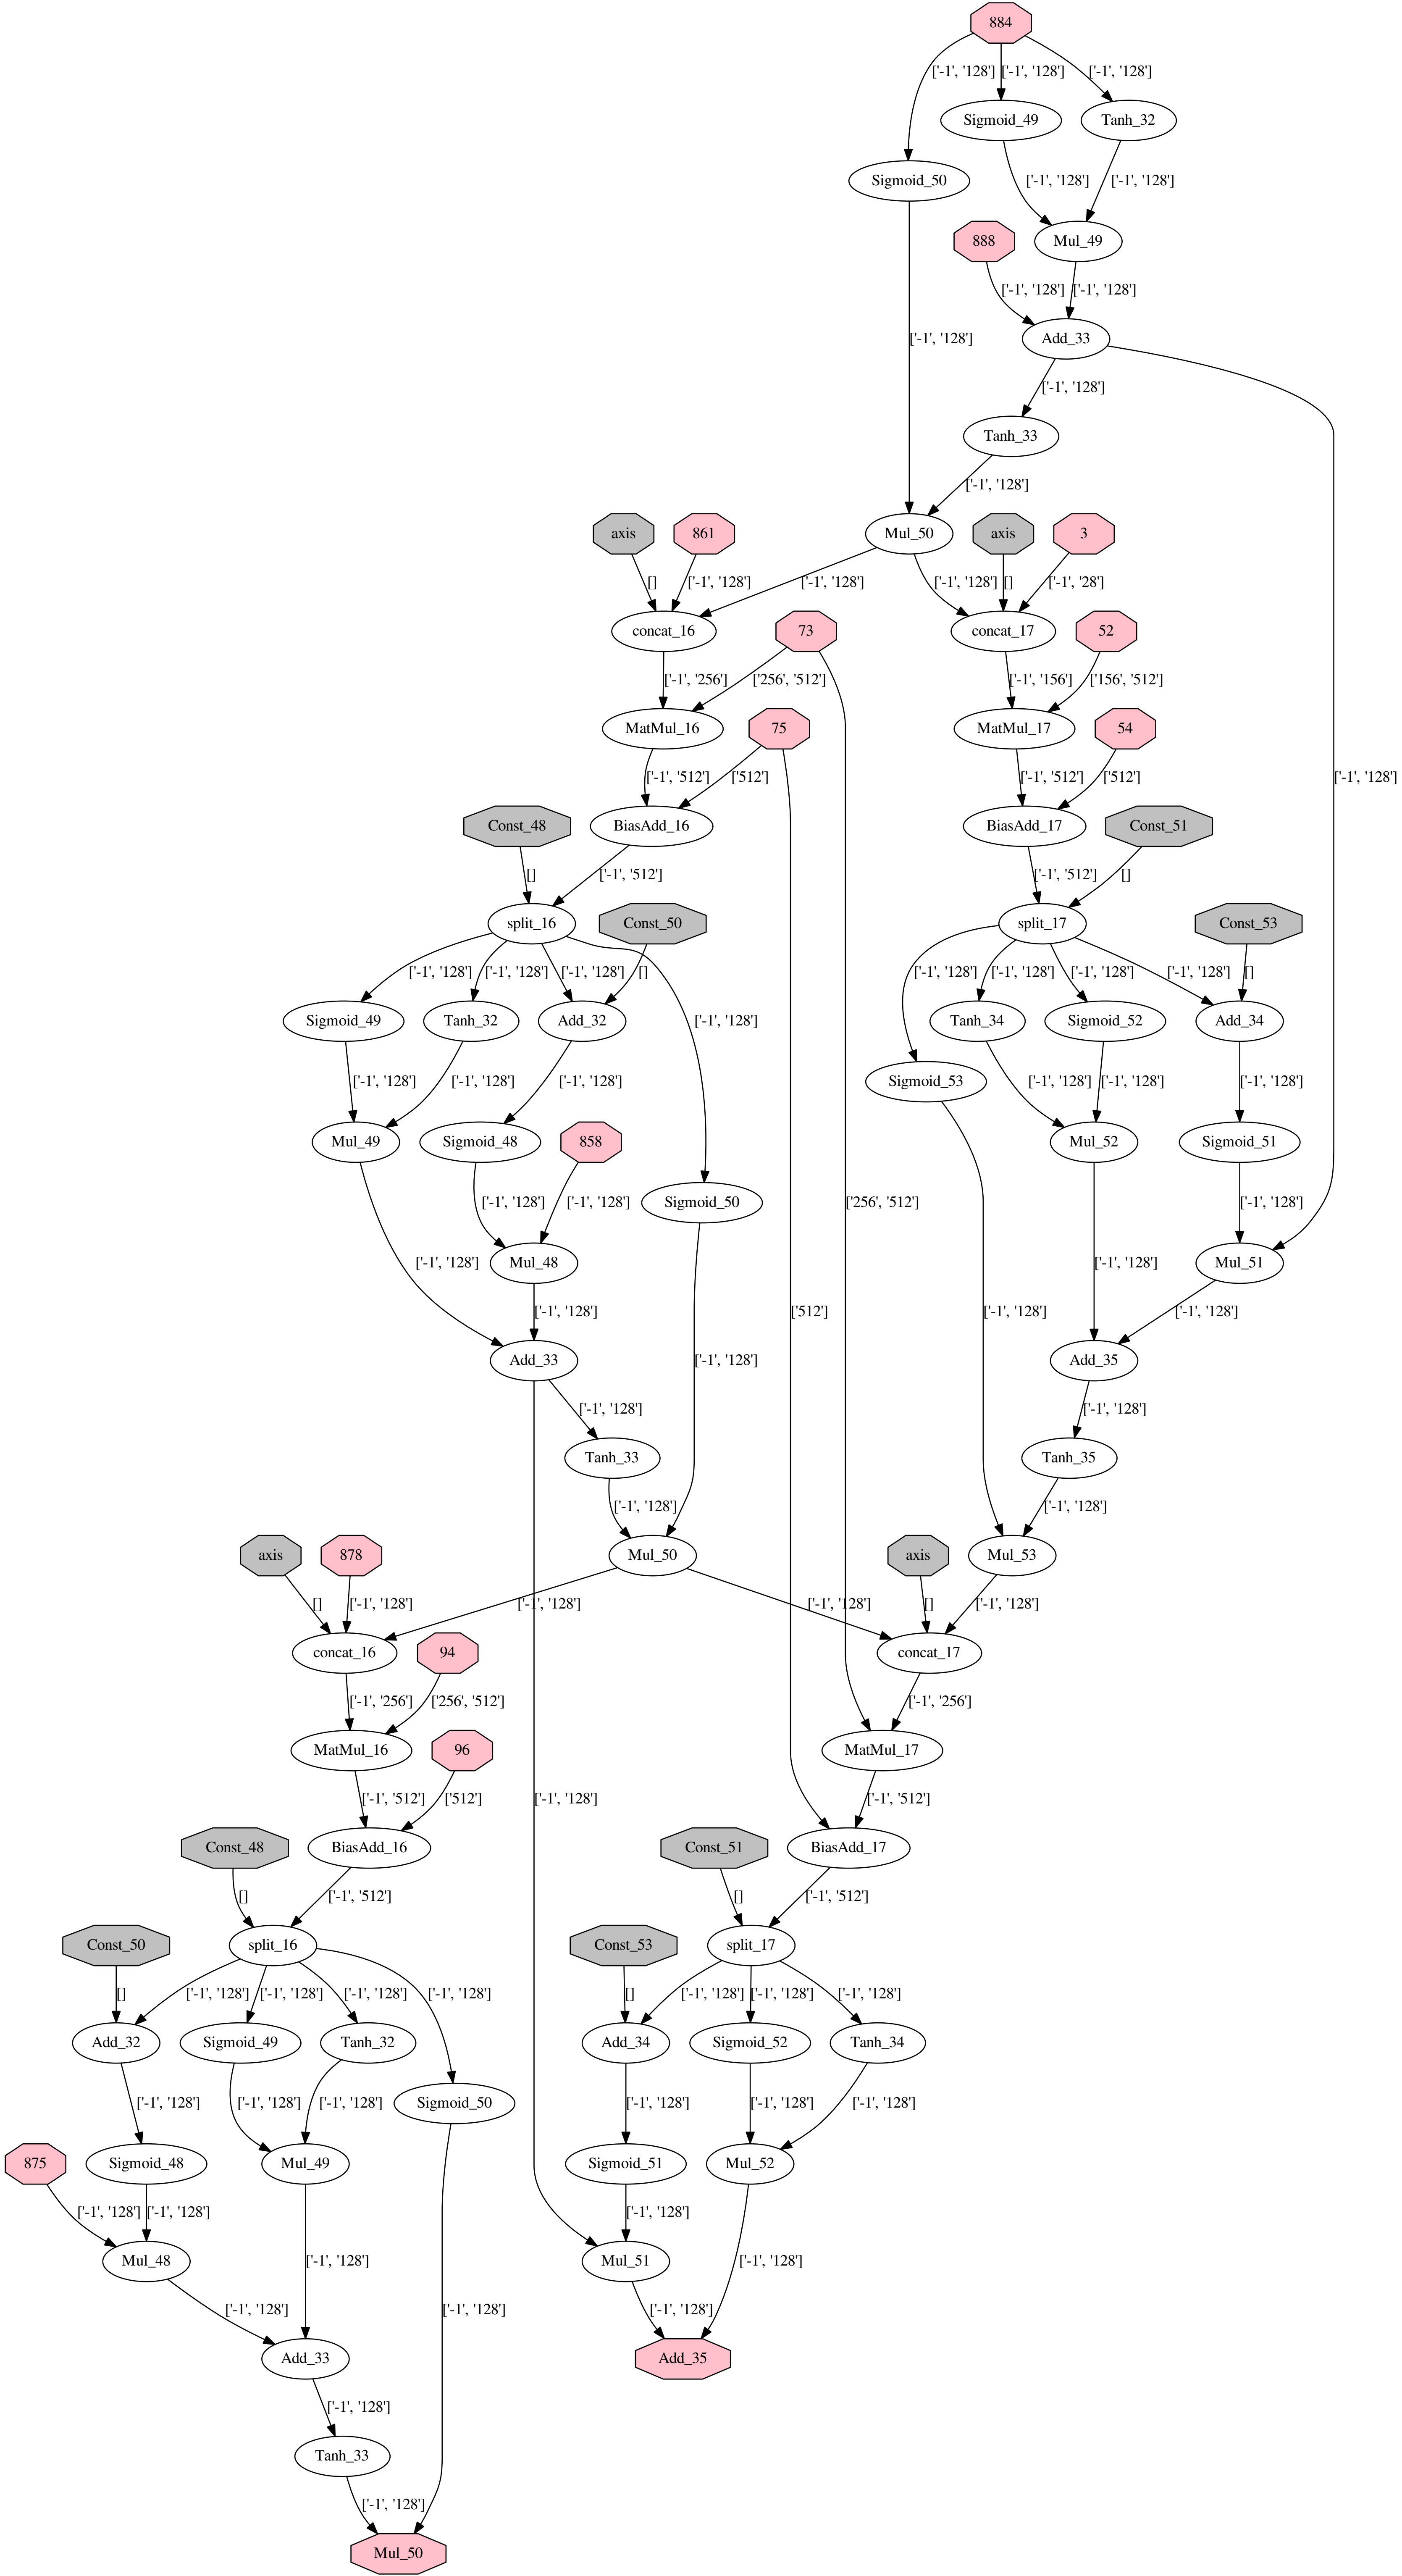 884
['-1', '128'] ['-1', '128'] ['-1', '128']
Sigmoid_49 Tanh_32
Sigmoid_50 ['-1', '128'] ['-1', '128']
888 Mul_49
['-1', '128'] ['-1', '128']
['-1', '128'] Add_33
['-1', '128']
Tanh_33
['-1', '128']
axis 861 Mul_50 axis 3
[] ['-1', '128'] ['-1', '128'] ['-1', '128'] [] ['-1', '28']
concat_16 73 concat_17 52
['-1', '256'] ['256', '512'] ['-1', '156'] ['156', '512']
MatMul_16 75 MatMul_17 54
['-1', '512'] ['512'] ['-1', '512'] ['512'] ['-1', '128']
Const_48 BiasAdd_16 BiasAdd_17 Const_51
[] ['-1', '512'] ['-1', '512'] []
split_16 Const_50 split_17 Const_53
['-1', '128'] ['-1', '128'] ['-1', '128'] [] ['-1', '128'] ['-1', '128'] ['-1', '128'] ['-1', '128'] []
Sigmoid_49 Tanh_32 Add_32 ['-1', '128'] Tanh_34 Sigmoid_52 Add_34
['-1', '128'] ['-1', '128'] ['-1', '128'] Sigmoid_53 ['-1', '128'] ['-1', '128'] ['-1', '128']
Mul_49 Sigmoid_48 858 Mul_52 Sigmoid_51
['-1', '128'] ['-1', '128'] Sigmoid_50 ['256', '512'] ['-1', '128']
['-1', '128'] Mul_48 ['-1', '128'] Mul_51
['-1', '128'] ['512'] ['-1', '128'] ['-1', '128']
Add_33 ['-1', '128'] Add_35
['-1', '128'] ['-1', '128']
Tanh_33 Tanh_35
['-1', '128'] ['-1', '128']
axis 878 Mul_50 axis Mul_53
[] ['-1', '128'] ['-1', '128'] ['-1', '128'] [] ['-1', '128']
concat_16 94 concat_17
['-1', '256'] ['256', '512'] ['-1', '256']
MatMul_16 96 MatMul_17
['-1', '512'] ['512'] ['-1', '128'] ['-1', '512']
Const_48 BiasAdd_16 Const_51 BiasAdd_17
[] ['-1', '512'] [] ['-1', '512']
Const_50 split_16 Const_53 split_17
[] ['-1', '128'] ['-1', '128'] ['-1', '128'] ['-1', '128'] [] ['-1', '128'] ['-1', '128'] ['-1', '128']
Add_32 Sigmoid_49 Tanh_32 Add_34 Sigmoid_52 Tanh_34
['-1', '128'] ['-1', '128'] ['-1', '128'] Sigmoid_50 ['-1', '128'] ['-1', '128'] ['-1', '128']
875 Sigmoid_48 Mul_49 Sigmoid_51 Mul_52
['-1', '128'] ['-1', '128'] ['-1', '128']
Mul_48 ['-1', '128'] Mul_51 ['-1', '128']
['-1', '128'] ['-1', '128'] ['-1', '128']
Add_33 Add_35
['-1', '128']
Tanh_33
['-1', '128']
Mul_50